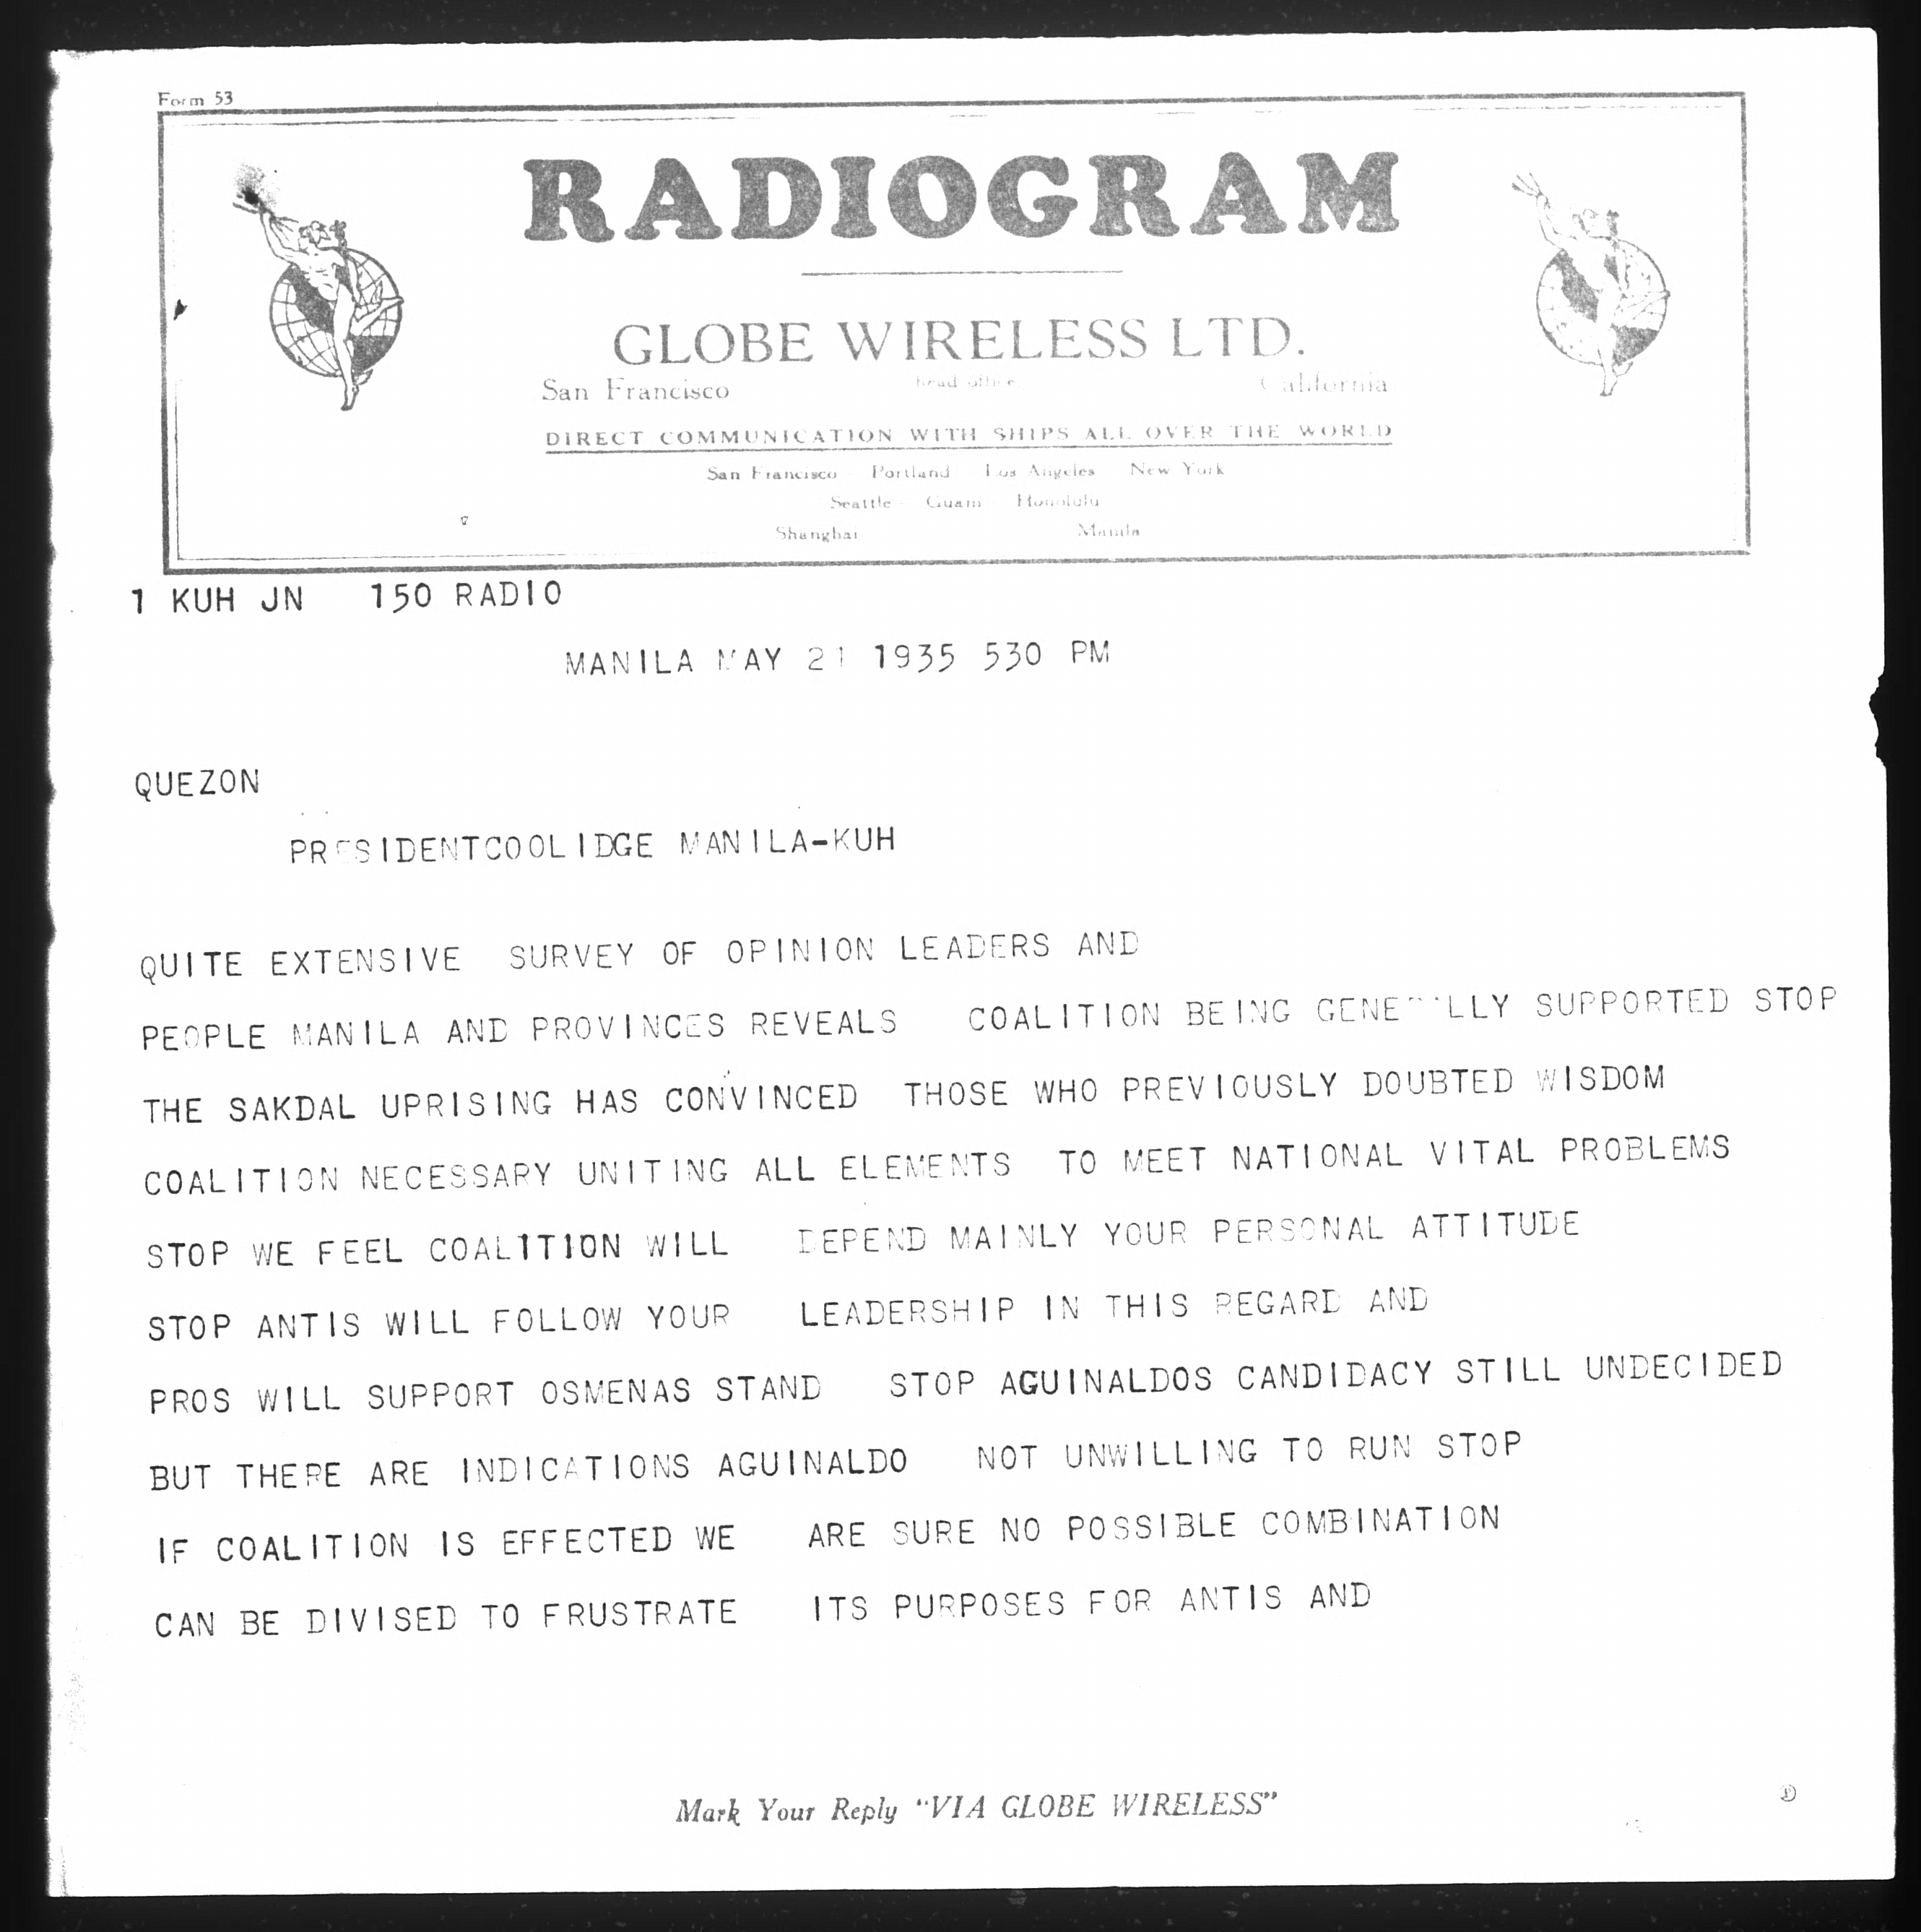 Form 53
RADIOGRAM
GLOBE WIRELESS LTD.
San Francisco head office California
DIRECT COMMUNICATION WITH SHIPS ALL OVER THE WORLD
San Francisco Portland Los Angeles New York
Seattle Guam Honolulu
Shanghai Manila
1 KUH JN 150 RADIO
MANILA MAY 21 1935 530 PM
QUEZON
PRESIDENTCOOLIDGE MANILA-KUH
QUITE EXTENSIVE SURVEY OF OPINION LEADERS AND
PEOPLE MANILA AND PROVINCES REVEALS COALITION BEING GENERALLY SUPPORTED STOP
THE SAKDAL UPRISING HAS CONVINCED THOSE WHO PREVIOUSLY DOUBTED WISDOM
COALITION NECESSARY UNITING ALL ELEMENTS TO MEET NATIONAL VITAL PROBLEMS
STOP WE FEEL COALITION WILL DEPEND MAINLY YOUR PERSONAL ATTITUDE
STOP ANTIS WILL FOLLOW YOUR LEADERSHIP IN THIS REGARD AND
PROS WILL SUPPORT OSMENAS STAND STOP AGUINALDOS CANDIDACY STILL UNDECIDED
BUT THERE ARE INDICATIONS AGUINALDO NOT UNWILLING TO RUN STOP
IF COALITION IS EFFECTED WE ARE SURE NO POSSIBLE COMBINATION
CAN BE DIVISED TO FRUSTRATE ITS PURPOSES FOR ANTIS AND
Mark Your Reply "VIA GLOBE WIRELESS"